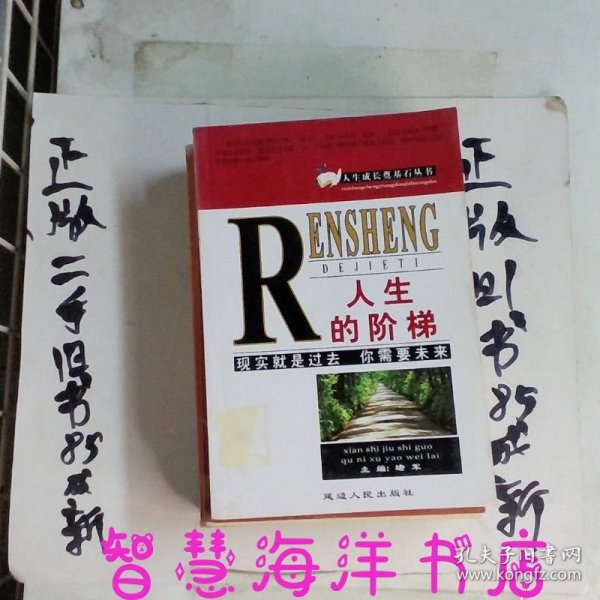 人生成长奠基石丛书
RENSHENG
DEJIETI
人生
的阶梯
现实就是过去 你需要未来
xian shi jiu shi guo
qu ni xu yao wei lai
主编:堵军
延边人民出版社
正版二手旧书85成新
正版旧书85成新
智慧海洋书店
孔夫子旧书网
www.kongfz.com